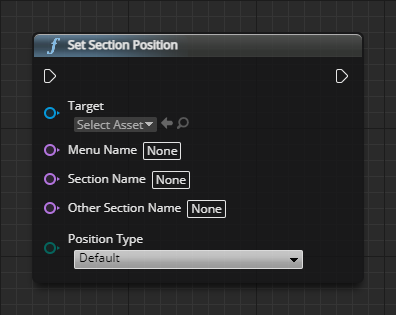 f Set Section Position
Target
Select Asset
Menu Name None
Section Name None
Other Section Name None
Position Type
Default